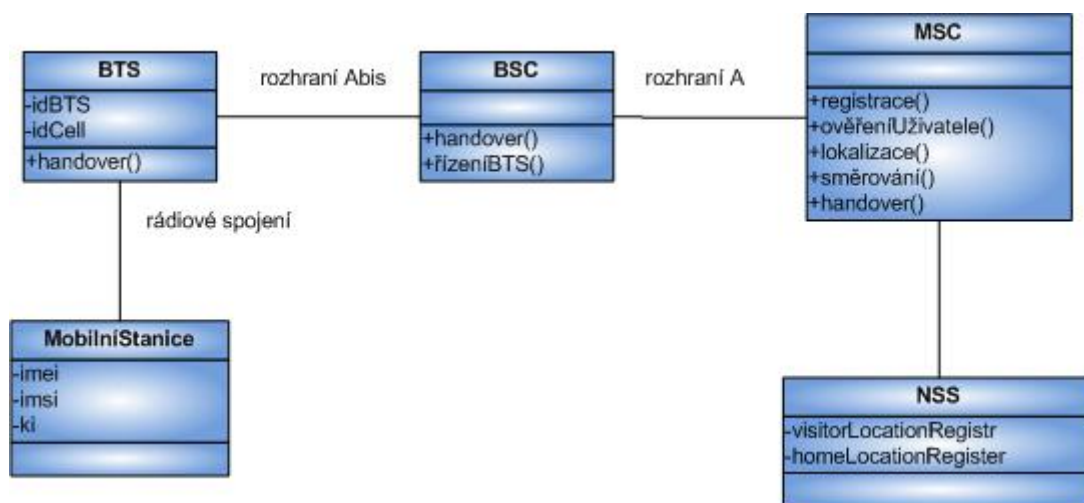 BTS
-idBTS
-idCell
+handover()
rozhraní Abis
BSC
+handover()
+řízeníBTS()
rozhraní A
MSC
+registrace()
+ověřeníUživatele()
+lokalizace()
+směrování()
+handover()
rádiové spojení
MobilníStanice
-imei
-imsi
-ki
NSS
-visitorLocationRegistr
-homeLocationRegister